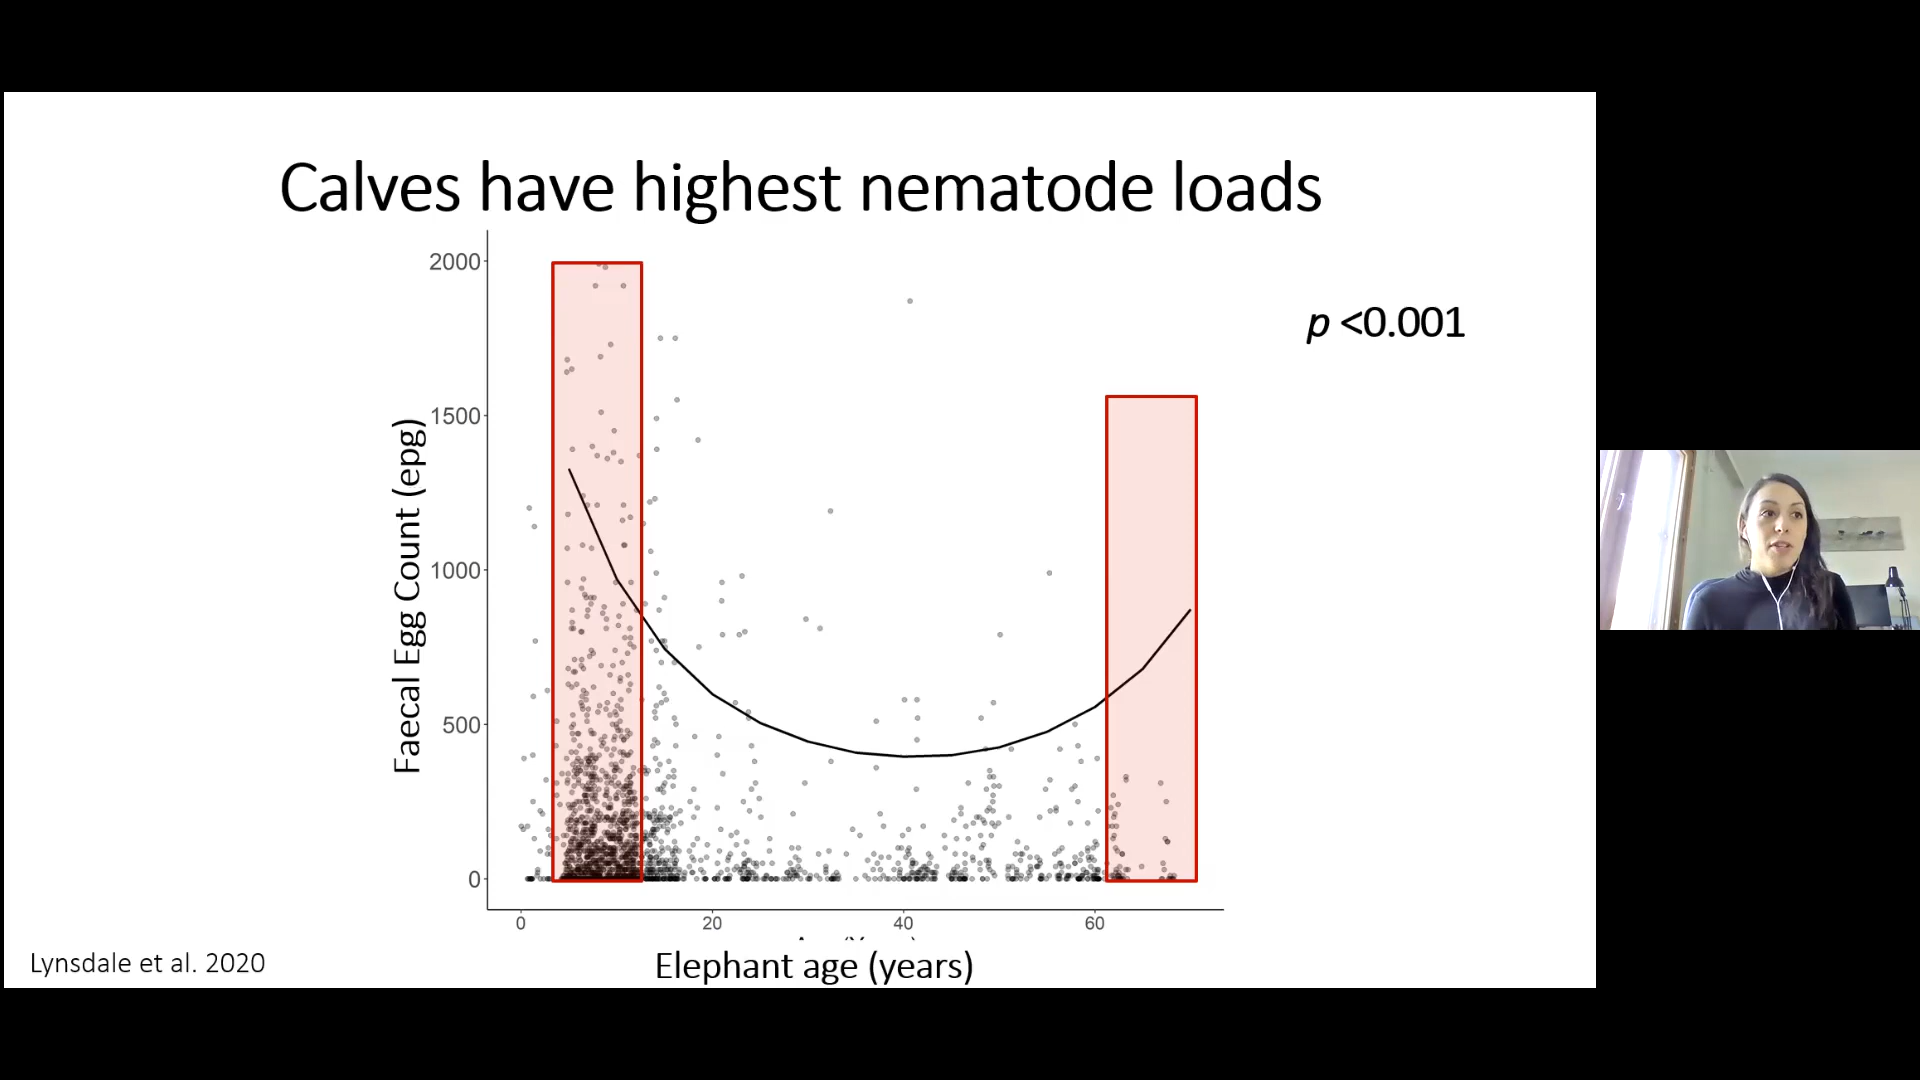 Calves have highest nematode loads
p <0.001
Faecal Egg Count (epg)
2000
1500
1000
500
0
0 20 40 60
Elephant age (years)
Lynsdale et al. 2020